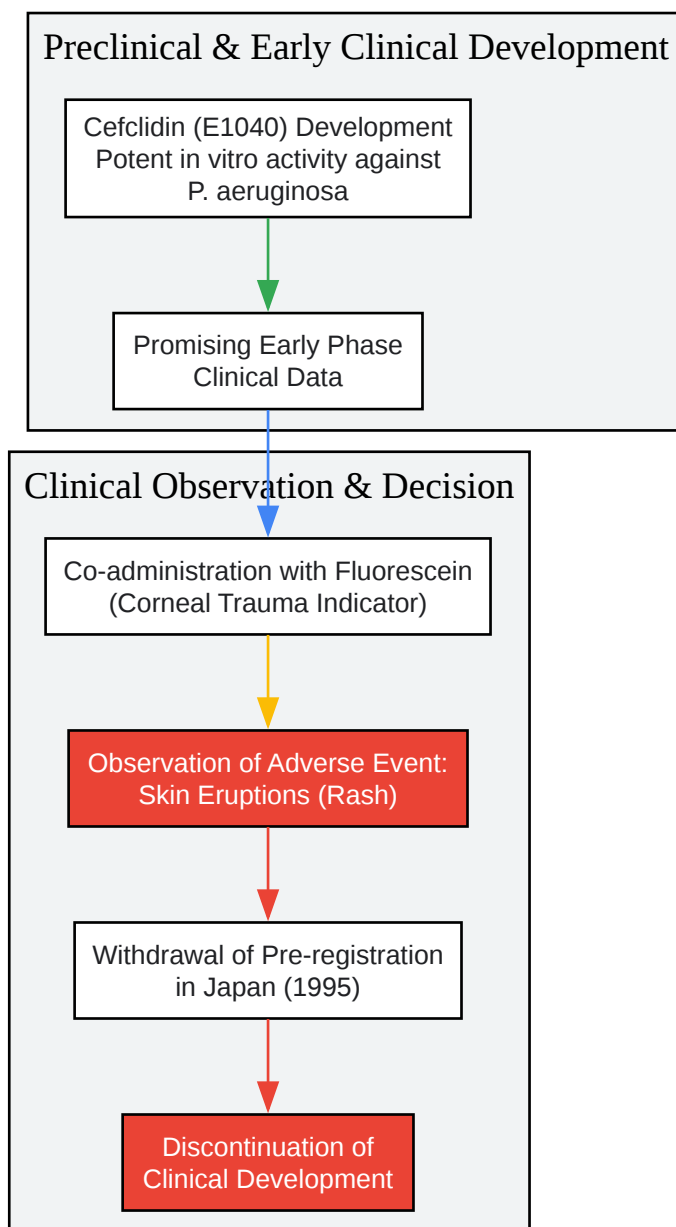 Preclinical & Early Clinical Development
Cefclidin (E1040) Development
Potent in vitro activity against
P. aeruginosa
Promising Early Phase
Clinical Data
Clinical Observation & Decision
Co-administration with Fluorescein
(Corneal Trauma Indicator)
Observation of Adverse Event:
Skin Eruptions (Rash)
Withdrawal of Pre-registration
in Japan (1995)
Discontinuation of
Clinical Development